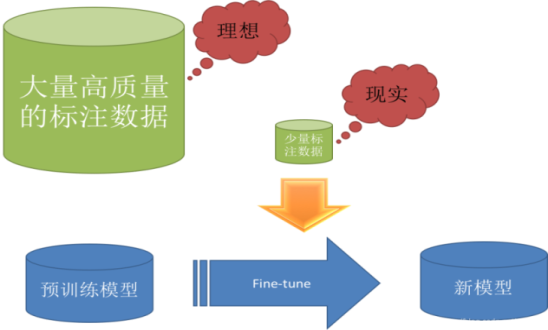 理想
大量高质量
的标注数据
现实
少量标
注数据
预训练模型
Fine-tune
新模型